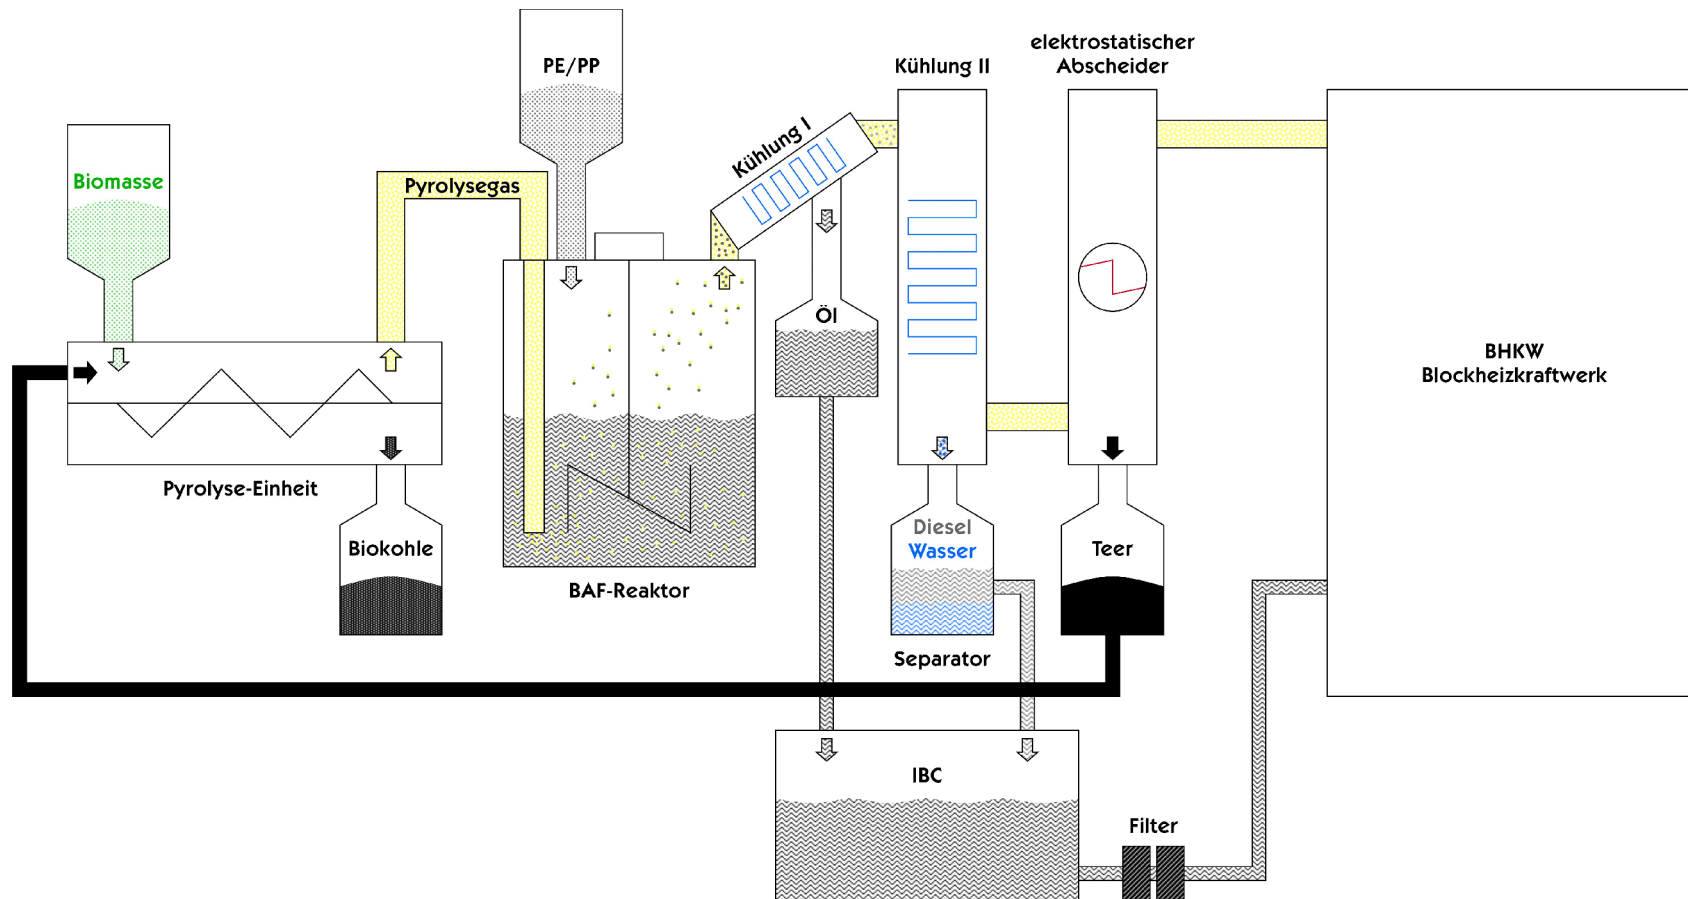 elektrostatischer
Abscheider
PE/PP
Kühlung II
Kühlung I
Biomasse
Pyrolysegas
Öl
BHKW
Blockheizkraftwerk
Pyrolyse-Einheit
Diesel
Wasser
Teer
Biokohle
BAF-Reaktor
Separator
IBC
Filter